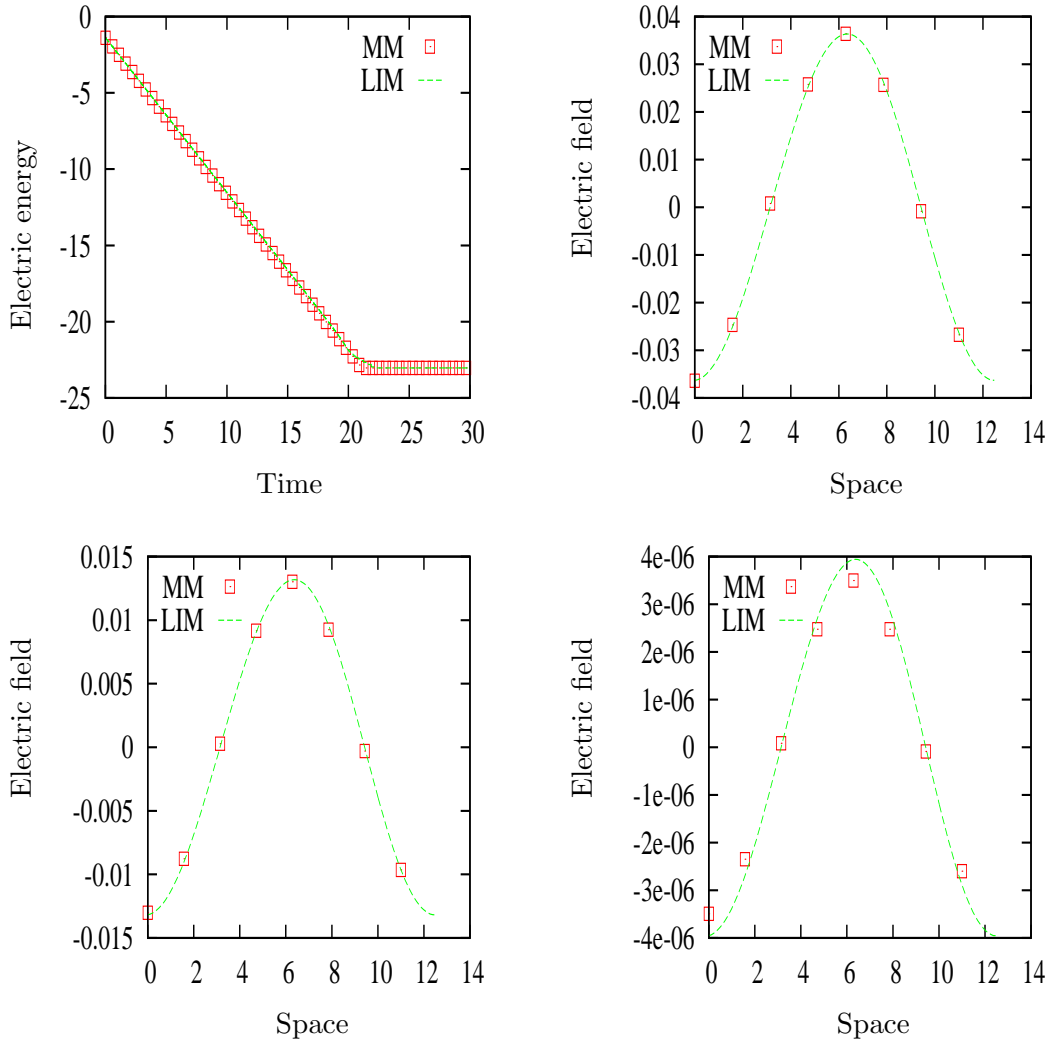 0
-5
-10
-15
-20
-25
0 5 10 15 20 25 30
Electric energy
Time
MM
LIM
0.04
0.03
0.02
0.01
0
-0.01
-0.02
-0.03
-0.04
0 2 4 6 8 10 12 14
Electric field
Space
MM
LIM
0.015
0.01
0.005
0
-0.005
-0.01
-0.015
0 2 4 6 8 10 12 14
Electric field
Space
MM
LIM
4e-06
3e-06
2e-06
1e-06
0
-1e-06
-2e-06
-3e-06
-4e-06
0 2 4 6 8 10 12 14
Electric field
Space
MM
LIM